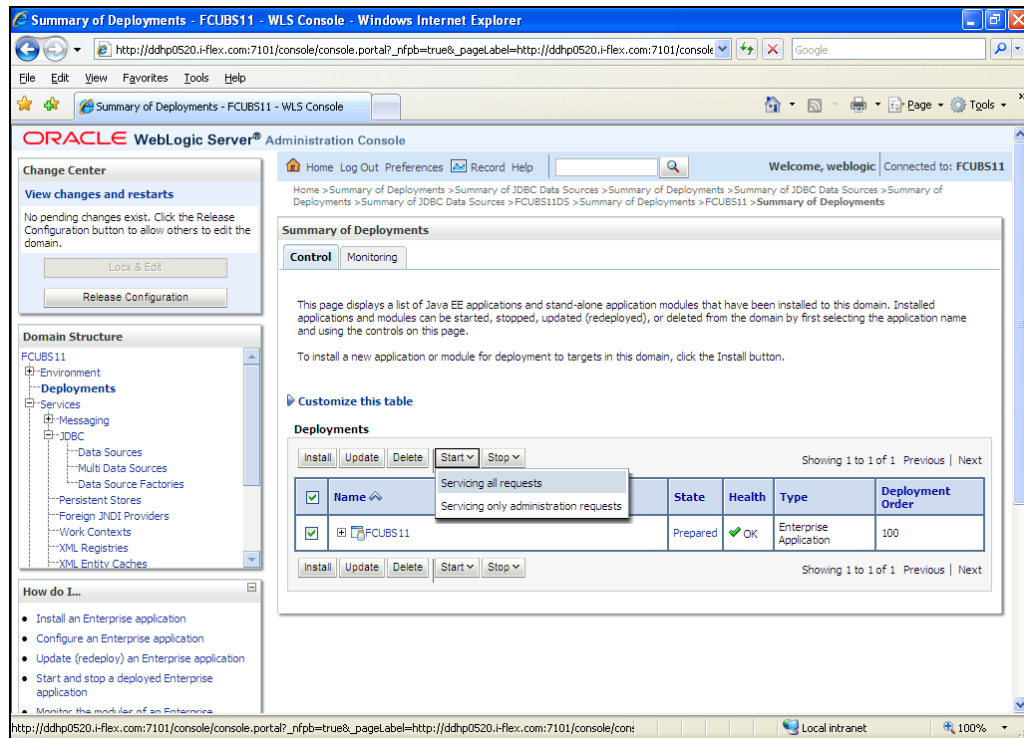 Summary of Deployments - FCUBS11 - WLS Console - Windows Internet Explorer
http://ddhp0520.i-flex.com:7101/console/console.portal?_nfpb=true&_pageLabel=http://ddhp0520.i-flex.com:7101/console
Google
File Edit View Favorites Tools Help
Summary of Deployments - FCUBS11 - WLS Console
Page Tools
ORACLE WebLogic Server® Administration Console
Change Center
View changes and restarts
No pending changes exist. Click the Release
Configuration button to allow others to edit the
domain.
Lock & Edit
Release Configuration
Domain Structure
FCUBS11
Environment
Deployments
Services
Messaging
JDBC
Data Sources
Multi Data Sources
Data Source Factories
Persistent Stores
Foreign JNDI Providers
Work Contexts
XML Registries
XML Entity Caches
How do I...
Install an Enterprise application
Configure an Enterprise application
Update (redeploy) an Enterprise application
Start and stop a deployed Enterprise
application
Monitor the modules of an Enterprise
Home Log Out Preferences Record Help
Welcome, weblogic Connected to: FCUBS11
Home >Summary of Deployments >Summary of JDBC Data Sources >Summary of Deployments >Summary of JDBC Data Sources >Summary of
Deployments >Summary of JDBC Data Sources >FCUBS11DS >Summary of Deployments >FCUBS11 >Summary of Deployments
Summary of Deployments
Control Monitoring
This page displays a list of Java EE applications and stand-alone application modules that have been installed to this domain. Installed
applications and modules can be started, stopped, updated (redeployed), or deleted from the domain by first selecting the application name
and using the controls on this page.
To install a new application or module for deployment to targets in this domain, click the Install button.
Customize this table
Deployments
Install Update Delete Start Stop Showing 1 to 1 of 1 Previous | Next
Servicing all requests
Servicing only administration requests
Name State Health Type Deployment Order
FCUBS11 Prepared OK Enterprise Application 100
Install Update Delete Start Stop Showing 1 to 1 of 1 Previous | Next
http://ddhp0520.i-flex.com:7101/console/console.portal?_nfpb=true&_pageLabel=http://ddhp0520.i-flex.com:7101/console/con
Local intranet 100%